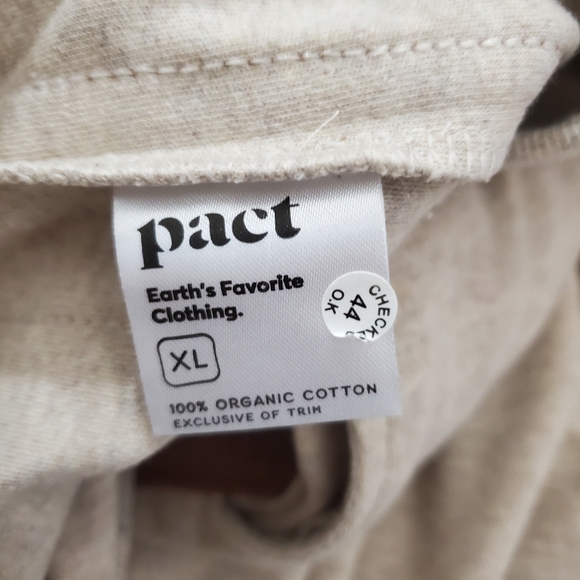 pact
Earth's Favorite
Clothing.
XL
100% ORGANIC COTTON
EXCLUSIVE OF TRIM
44
O.K